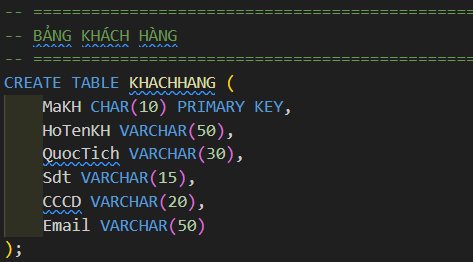 -- ================================================
-- BẢNG KHÁCH HÀNG
-- ================================================
CREATE TABLE KHACHHANG (
    MaKH CHAR(10) PRIMARY KEY,
    HoTenKH VARCHAR(50),
    QuocTich VARCHAR(30),
    Sdt VARCHAR(15),
    CCCD VARCHAR(20),
    Email VARCHAR(50)
);